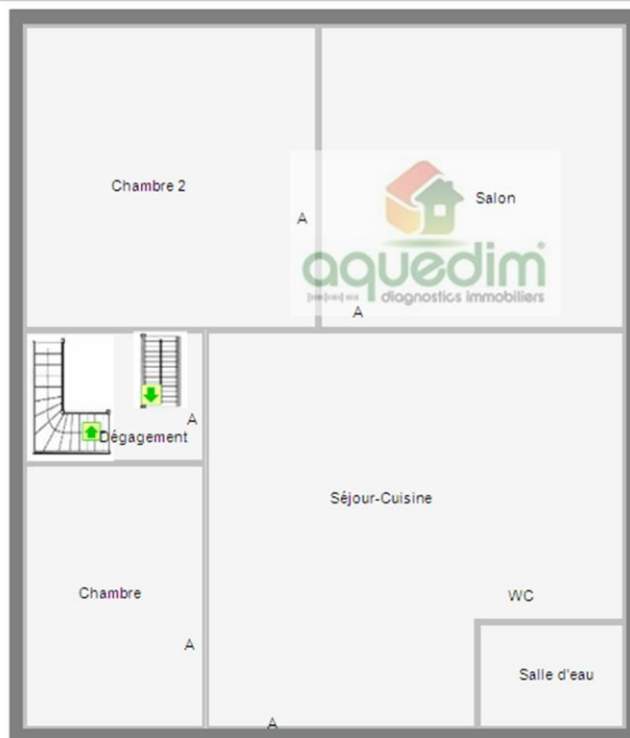 Chambre 2
Salon
A
aquedim
diagnostics immobiliers
A
A
Dégagement
Séjour-Cuisine
Chambre
WC
A
Salle d'eau
A